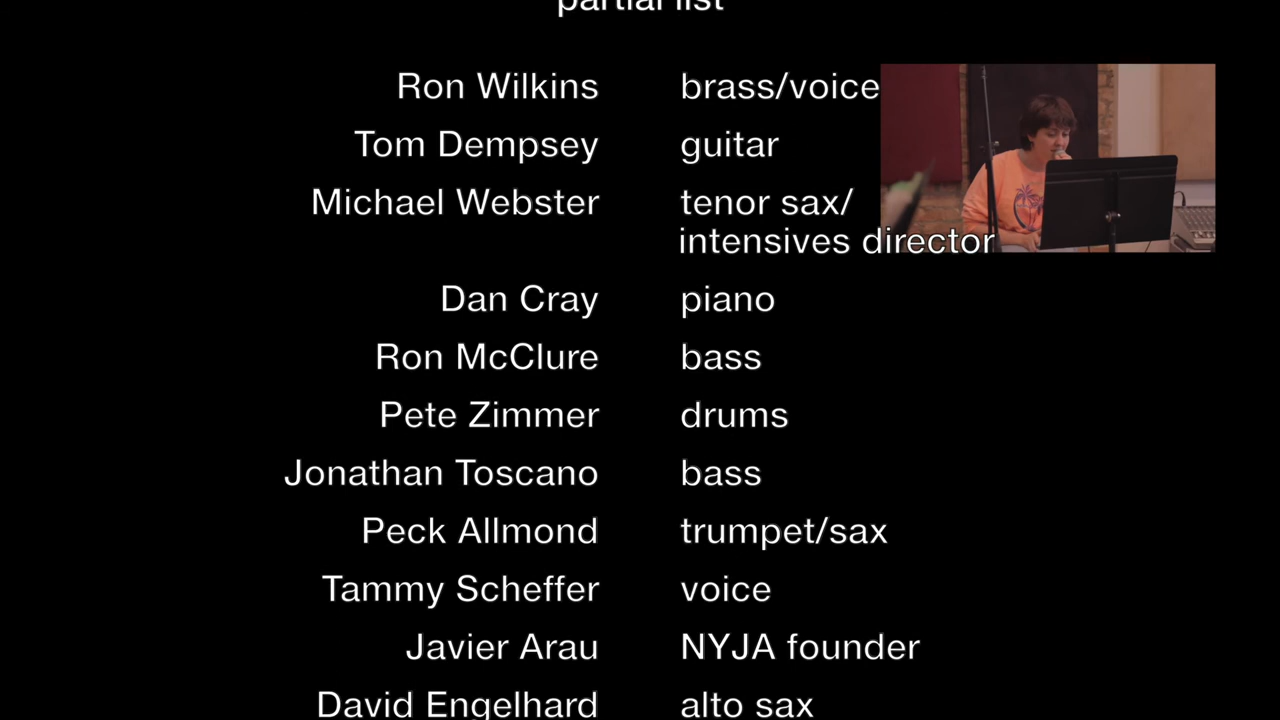 partial list
Ron Wilkins brass/voice
Tom Dempsey guitar
Michael Webster tenor sax/
intensives director
Dan Cray piano
Ron McClure bass
Pete Zimmer drums
Jonathan Toscano bass
Peck Allmond trumpet/sax
Tammy Scheffer voice
Javier Arau NYJA founder
David Engelhard alto sax